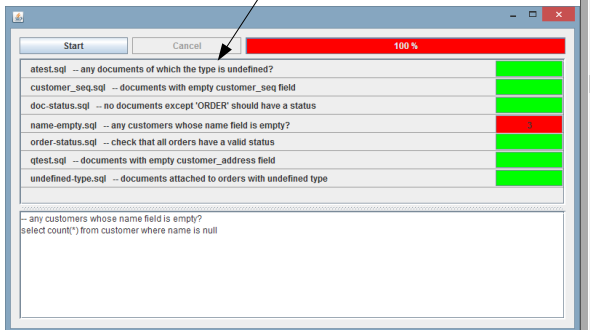 Start Cancel 100 %
atest.sql -- any documents of which the type is undefined?
customer_seq.sql -- documents with empty customer_seq field
doc-status.sql -- no documents except 'ORDER' should have a status
name-empty.sql -- any customers whose name field is empty?
order-status.sql -- check that all orders have a valid status
qtest.sql -- documents with empty customer_address field
undefined-type.sql -- documents attached to orders with undefined type
-- any customers whose name field is empty?
select count(*) from customer where name is null